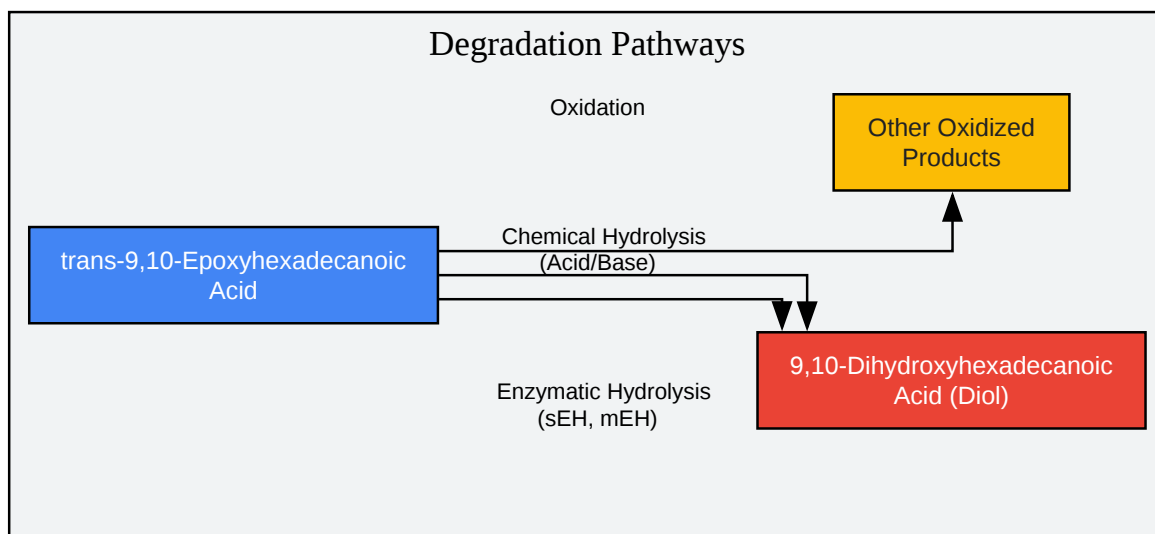 Degradation Pathways
Oxidation
Other Oxidized
Products
trans-9,10-Epoxyhexadecanoic
Acid
Chemical Hydrolysis
(Acid/Base)
9,10-Dihydroxyhexadecanoic
Acid (Diol)
Enzymatic Hydrolysis
(sEH, mEH)